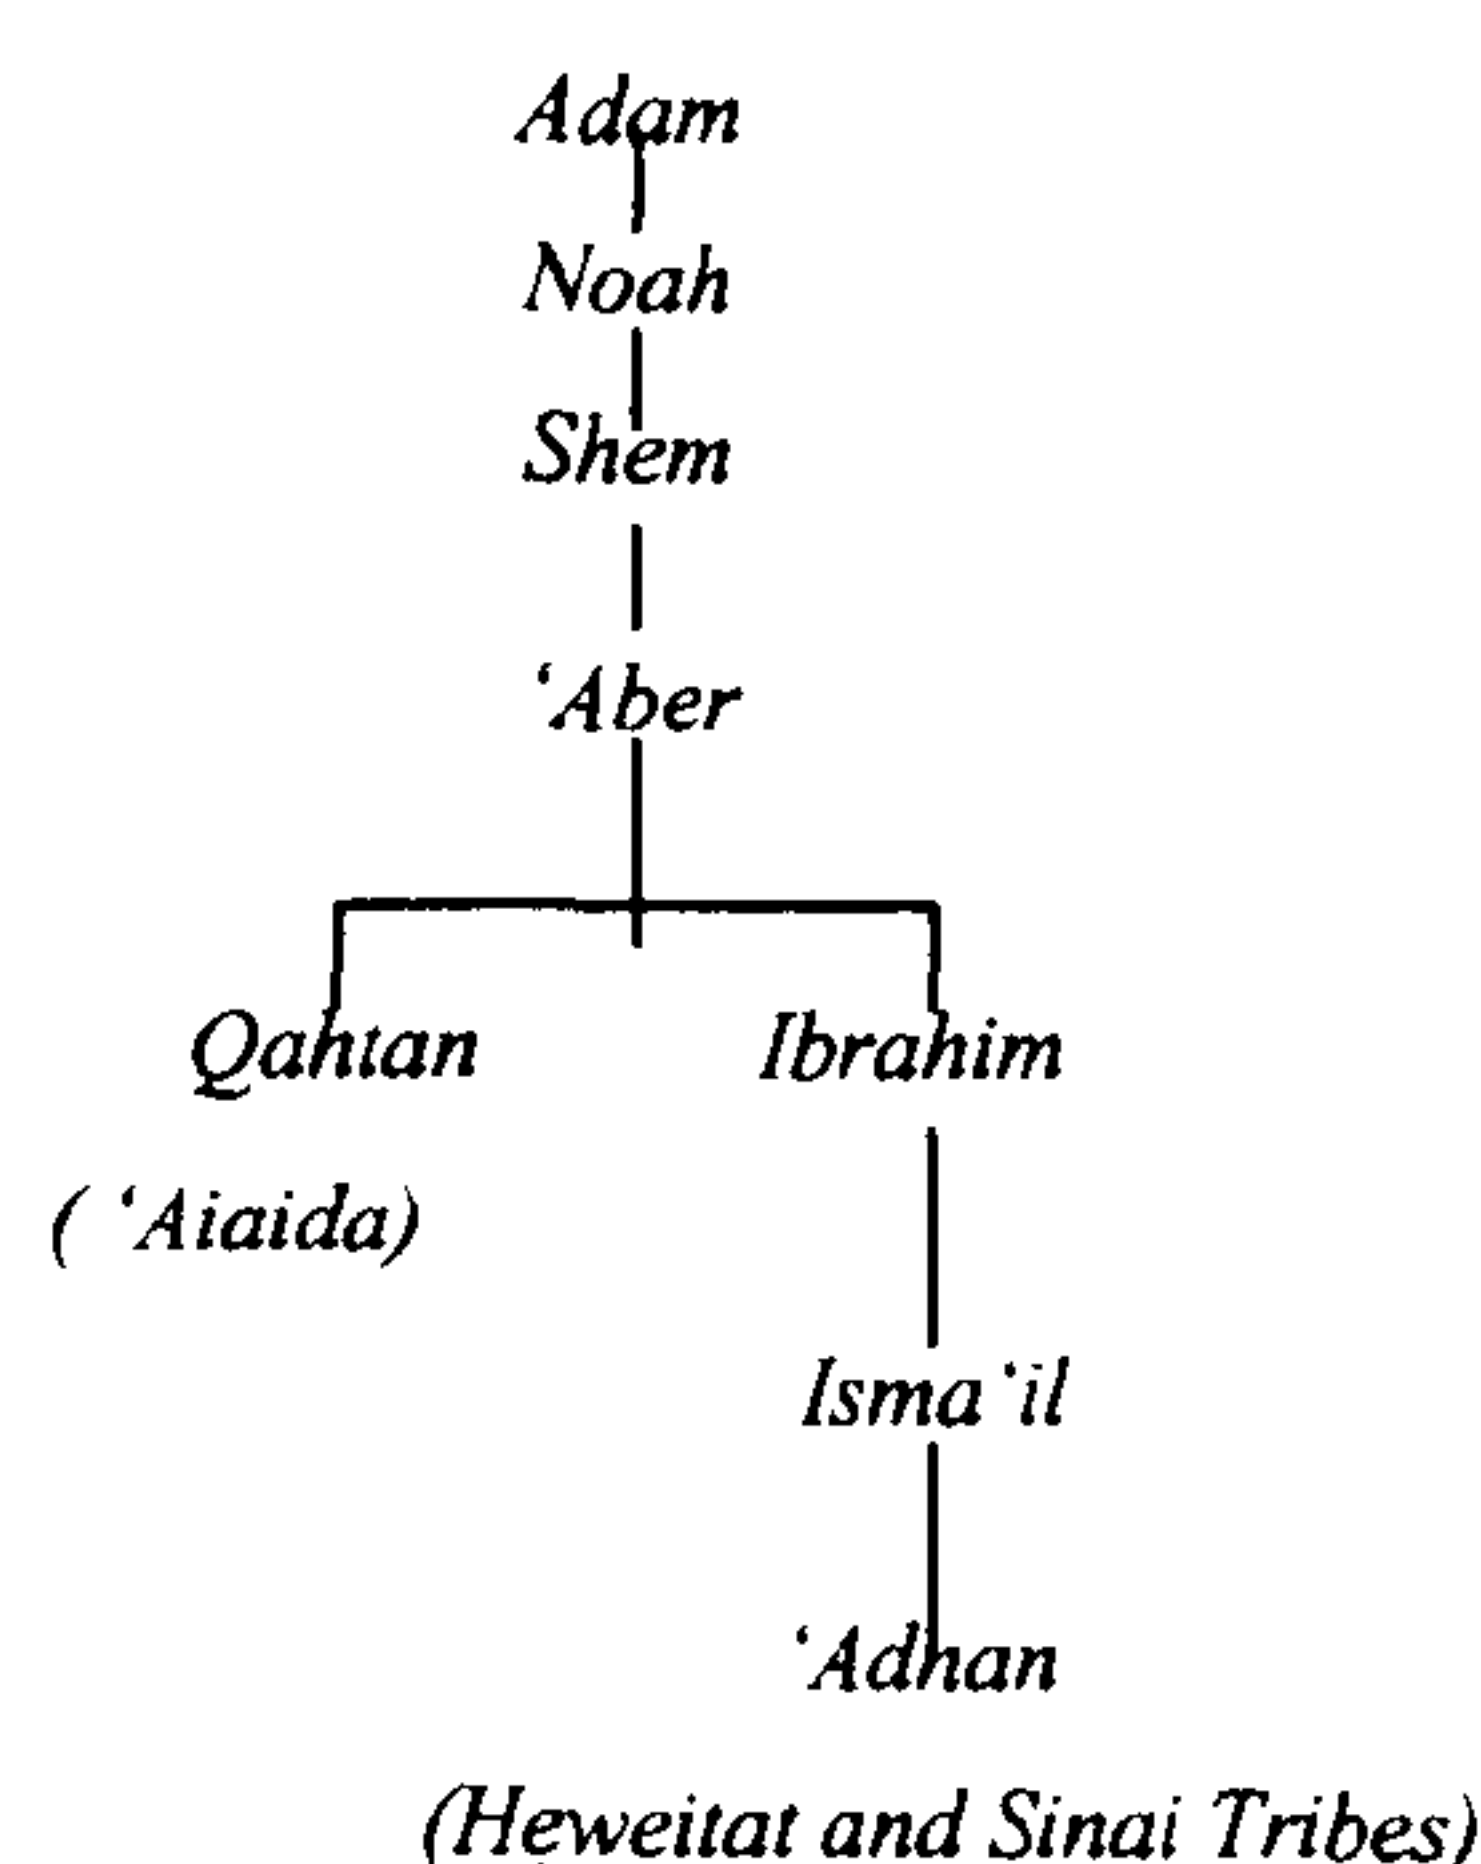 Adam
Noah
Shem
‘Aber
Qahtan Ibrahim
( ‘Aiaida)
Isma‘il
‘Adhan
(Heweitat and Sinai Tribes)